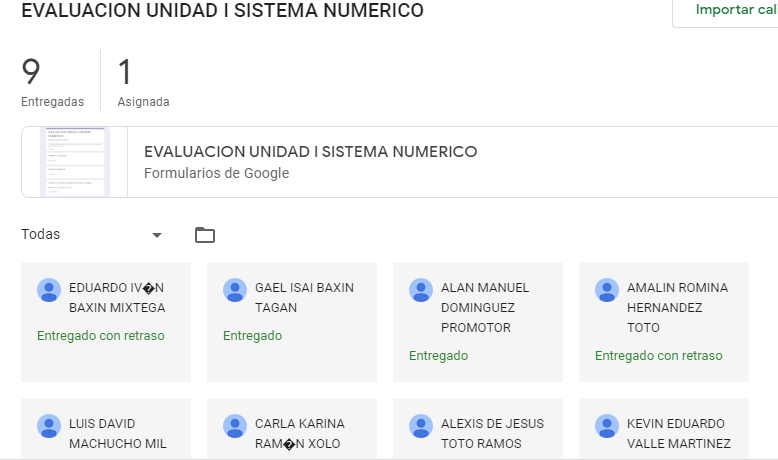 EVALUACION UNIDAD I SISTEMA NUMERICO
Importar cal
9
Entregadas
1
Asignada
EVALUACION UNIDAD I SISTEMA NUMERICO
Formularios de Google
Todas
EDUARDO IV�N
BAXIN MIXTEGA
Entregado con retraso
GAEL ISAI BAXIN
TAGAN
Entregado
ALAN MANUEL
DOMINGUEZ
PROMOTOR
Entregado
AMALIN ROMINA
HERNANDEZ
TOTO
Entregado con retraso
LUIS DAVID
MACHUCHO MIL
CARLA KARINA
RAM�N XOLO
ALEXIS DE JESUS
TOTO RAMOS
KEVIN EDUARDO
VALLE MARTINEZ